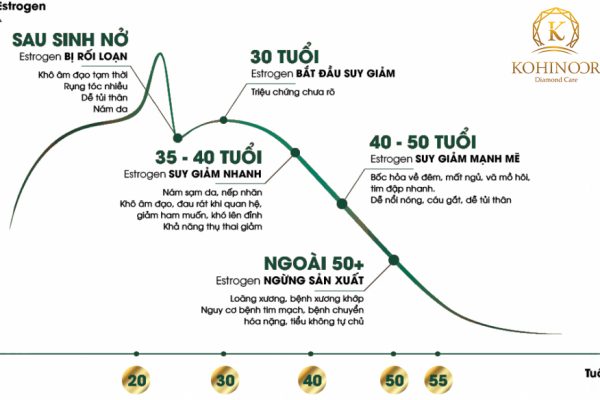 Estrogen
K
KOHINOOR
Diamond Care
SAU SINH NỞ
Estrogen BỊ RỐI LOẠN
Khô âm đạo tạm thời
Rụng tóc nhiều
Dễ tủi thân
Nám da
30 TUỔI
Estrogen BẮT ĐẦU SUY GIẢM
Triệu chứng chưa rõ
35 - 40 TUỔI
Estrogen SUY GIẢM NHANH
Nám sạm da, nếp nhăn
Khô âm đạo, đau rát khi quan hệ,
giảm ham muốn, khó lên đỉnh
Khả năng thụ thai giảm
40 - 50 TUỔI
Estrogen SUY GIẢM MẠNH MẼ
Bốc hỏa về đêm, mất ngủ, vã mồ hôi,
tim đập nhanh.
Dễ nổi nóng, cáu gắt, dễ tủi thân
NGOÀI 50+
Estrogen NGỪNG SẢN XUẤT
Loãng xương, bệnh xương khớp
Nguy cơ bệnh tim mạch, bệnh chuyển
hóa nặng, tiểu không tự chủ
20
30
40
50
55